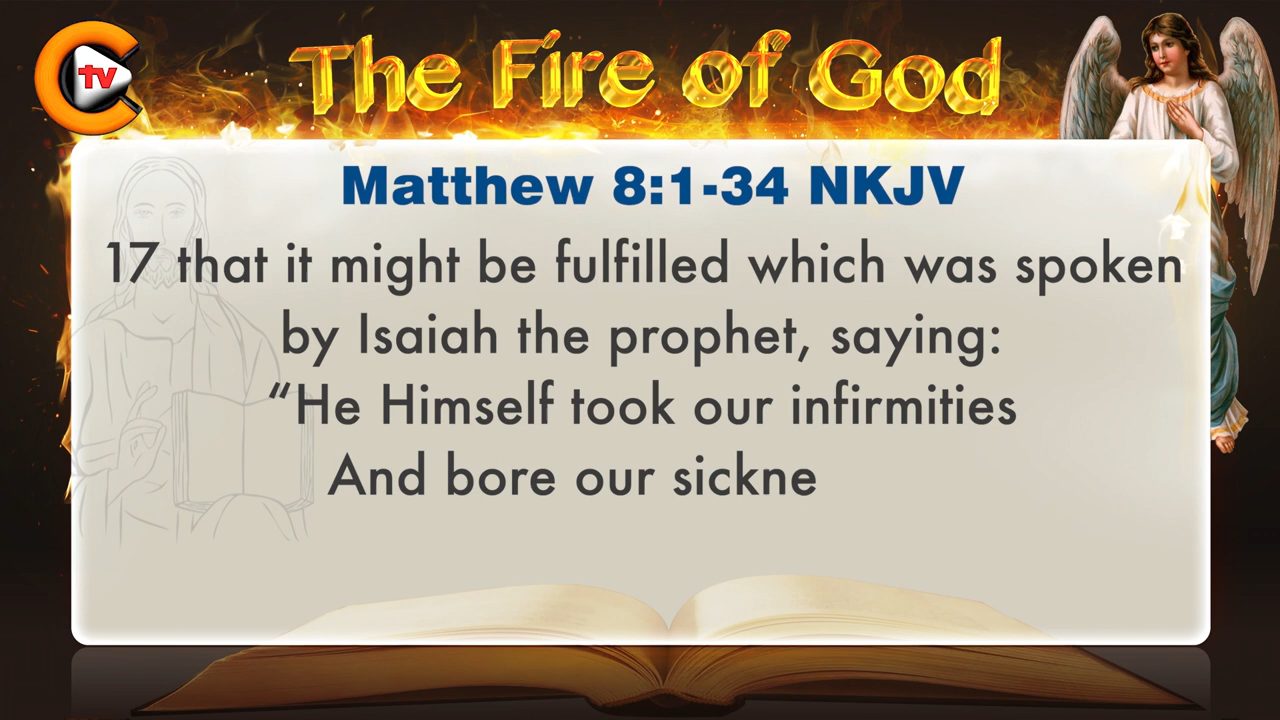 tv
The Fire of God
Matthew 8:1-34 NKJV
17 that it might be fulfilled which was spoken
by Isaiah the prophet, saying:
“He Himself took our infirmities
And bore our sickne